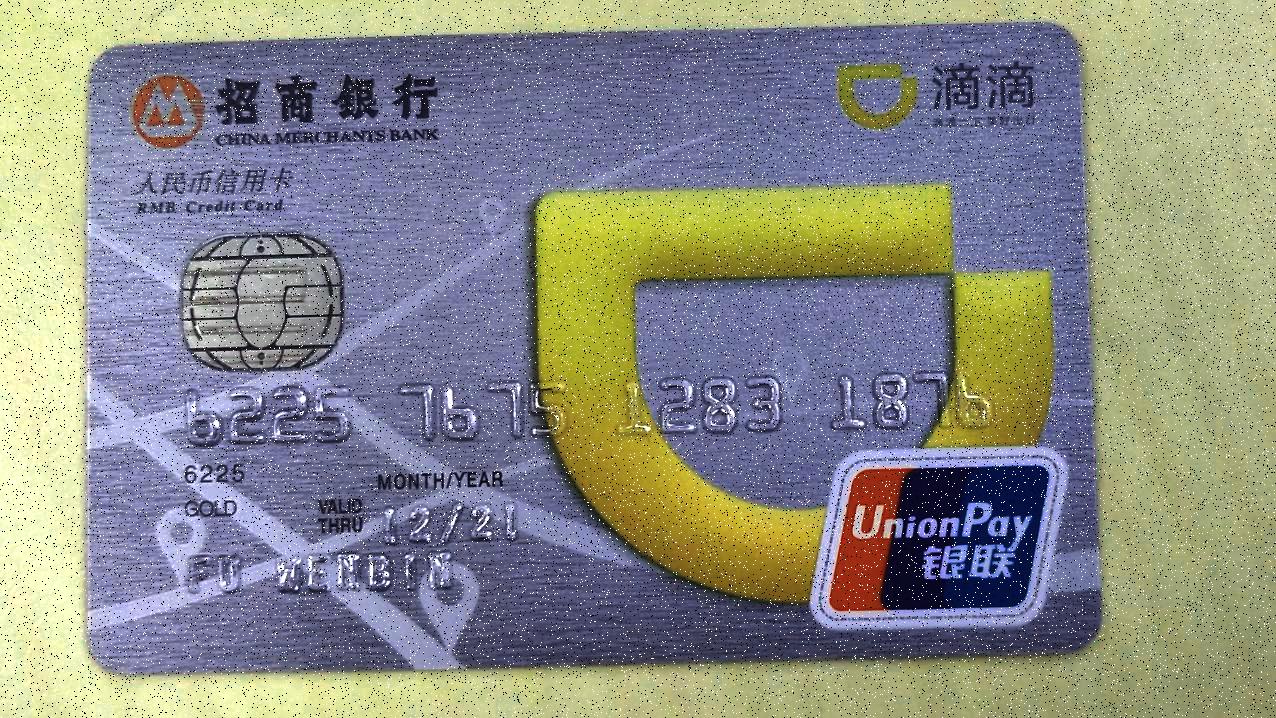 招商银行
CHINA MERCHANTS BANK
滴滴
人民币信用卡
RMB Credit Card
6225 7675 1283 1876
6225
MONTH/YEAR
GOLD
VALID THRU 12/21
FU WENBIN
UnionPay
银联